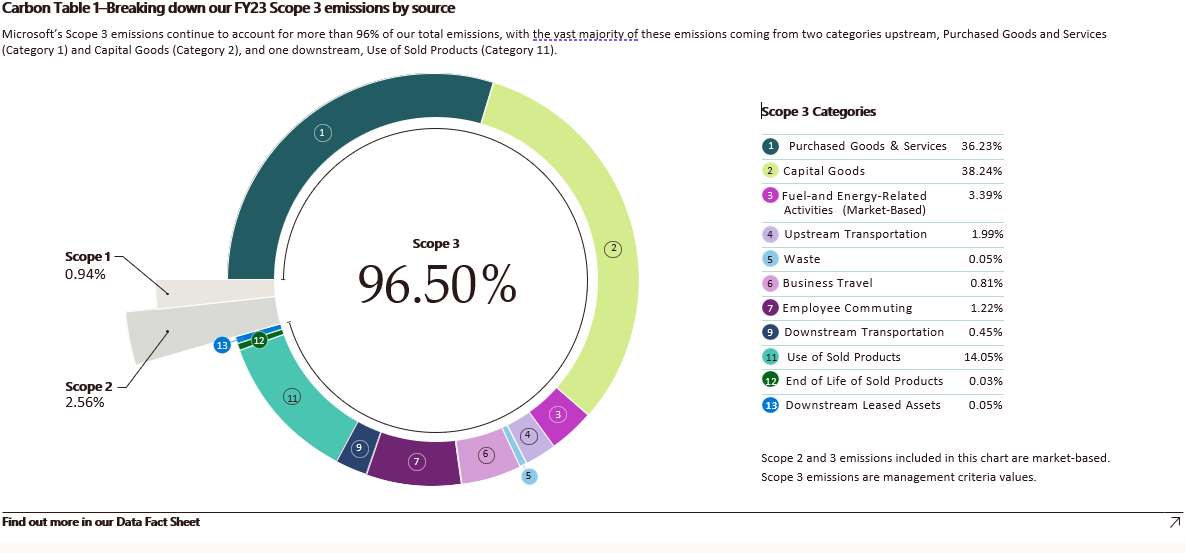 Carbon Table 1–Breaking down our FY23 Scope 3 emissions by source
Microsoft's Scope 3 emissions continue to account for more than 96% of our total emissions, with the vast majority of these emissions coming from two categories upstream, Purchased Goods and Services
(Category 1) and Capital Goods (Category 2), and one downstream, Use of Sold Products (Category 11).
Scope 1
0.94%
Scope 2
2.56%
Scope 3
96.50%
1
2
3
4
5
6
7
9
11
12
13
Scope 3 Categories
1 Purchased Goods & Services 36.23%
2 Capital Goods 38.24%
3 Fuel-and Energy-Related 3.39%
Activities (Market-Based)
4 Upstream Transportation 1.99%
5 Waste 0.05%
6 Business Travel 0.81%
7 Employee Commuting 1.22%
9 Downstream Transportation 0.45%
11 Use of Sold Products 14.05%
12 End of Life of Sold Products 0.03%
13 Downstream Leased Assets 0.05%
Scope 2 and 3 emissions included in this chart are market-based.
Scope 3 emissions are management criteria values.
Find out more in our Data Fact Sheet